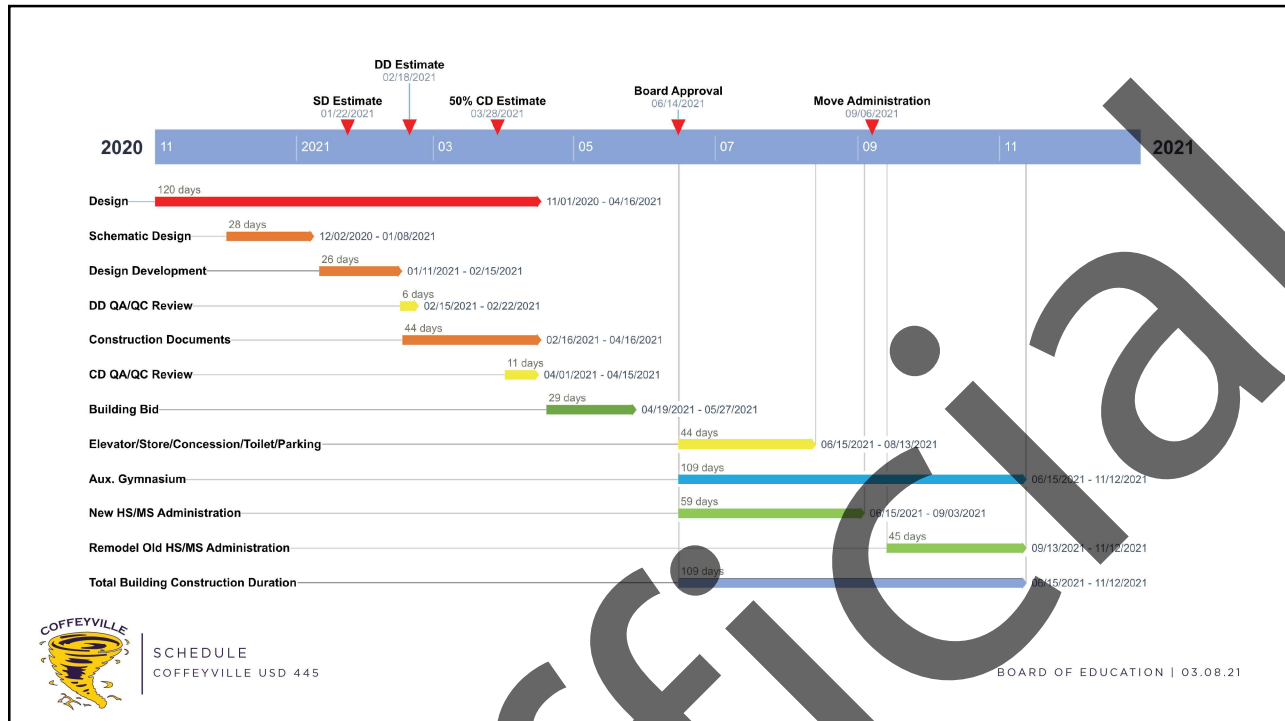 DD Estimate
02/18/2021
SD Estimate
01/22/2021
50% CD Estimate
03/28/2021
Board Approval
06/14/2021
Move Administration
09/06/2021
2020 11 2021 03 05 07 09 11 2021
120 days
Design 11/01/2020 - 04/16/2021
28 days
Schematic Design 12/02/2020 - 01/08/2021
26 days
Design Development 01/11/2021 - 02/15/2021
6 days
DD QA/QC Review 02/15/2021 - 02/22/2021
44 days
Construction Documents 02/16/2021 - 04/16/2021
11 days
CD QA/QC Review 04/01/2021 - 04/15/2021
29 days
Building Bid 04/19/2021 - 05/27/2021
44 days
Elevator/Store/Concession/Toilet/Parking 06/15/2021 - 08/13/2021
109 days
Aux. Gymnasium 06/15/2021 - 11/12/2021
59 days
New HS/MS Administration 06/15/2021 - 09/03/2021
45 days
Remodel Old HS/MS Administration 09/13/2021 - 11/12/2021
109 days
Total Building Construction Duration 06/15/2021 - 11/12/2021
COFFEYVILLE
SCHEDULE
COFFEYVILLE USD 445
BOARD OF EDUCATION | 03.08.21
fficial